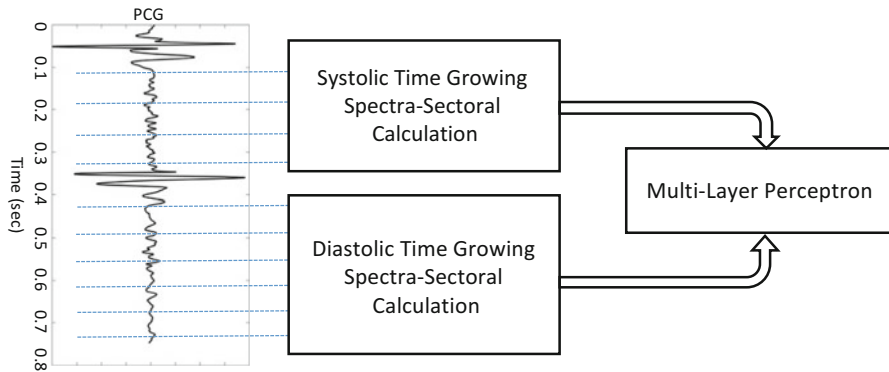 PCG
0
0.1
0.2
0.3
0.4
0.5
0.6
0.7
0.8
Time (sec)
Systolic Time Growing
Spectra-Sectoral
Calculation
Diastolic Time Growing
Spectra-Sectoral
Calculation
Multi-Layer Perceptron